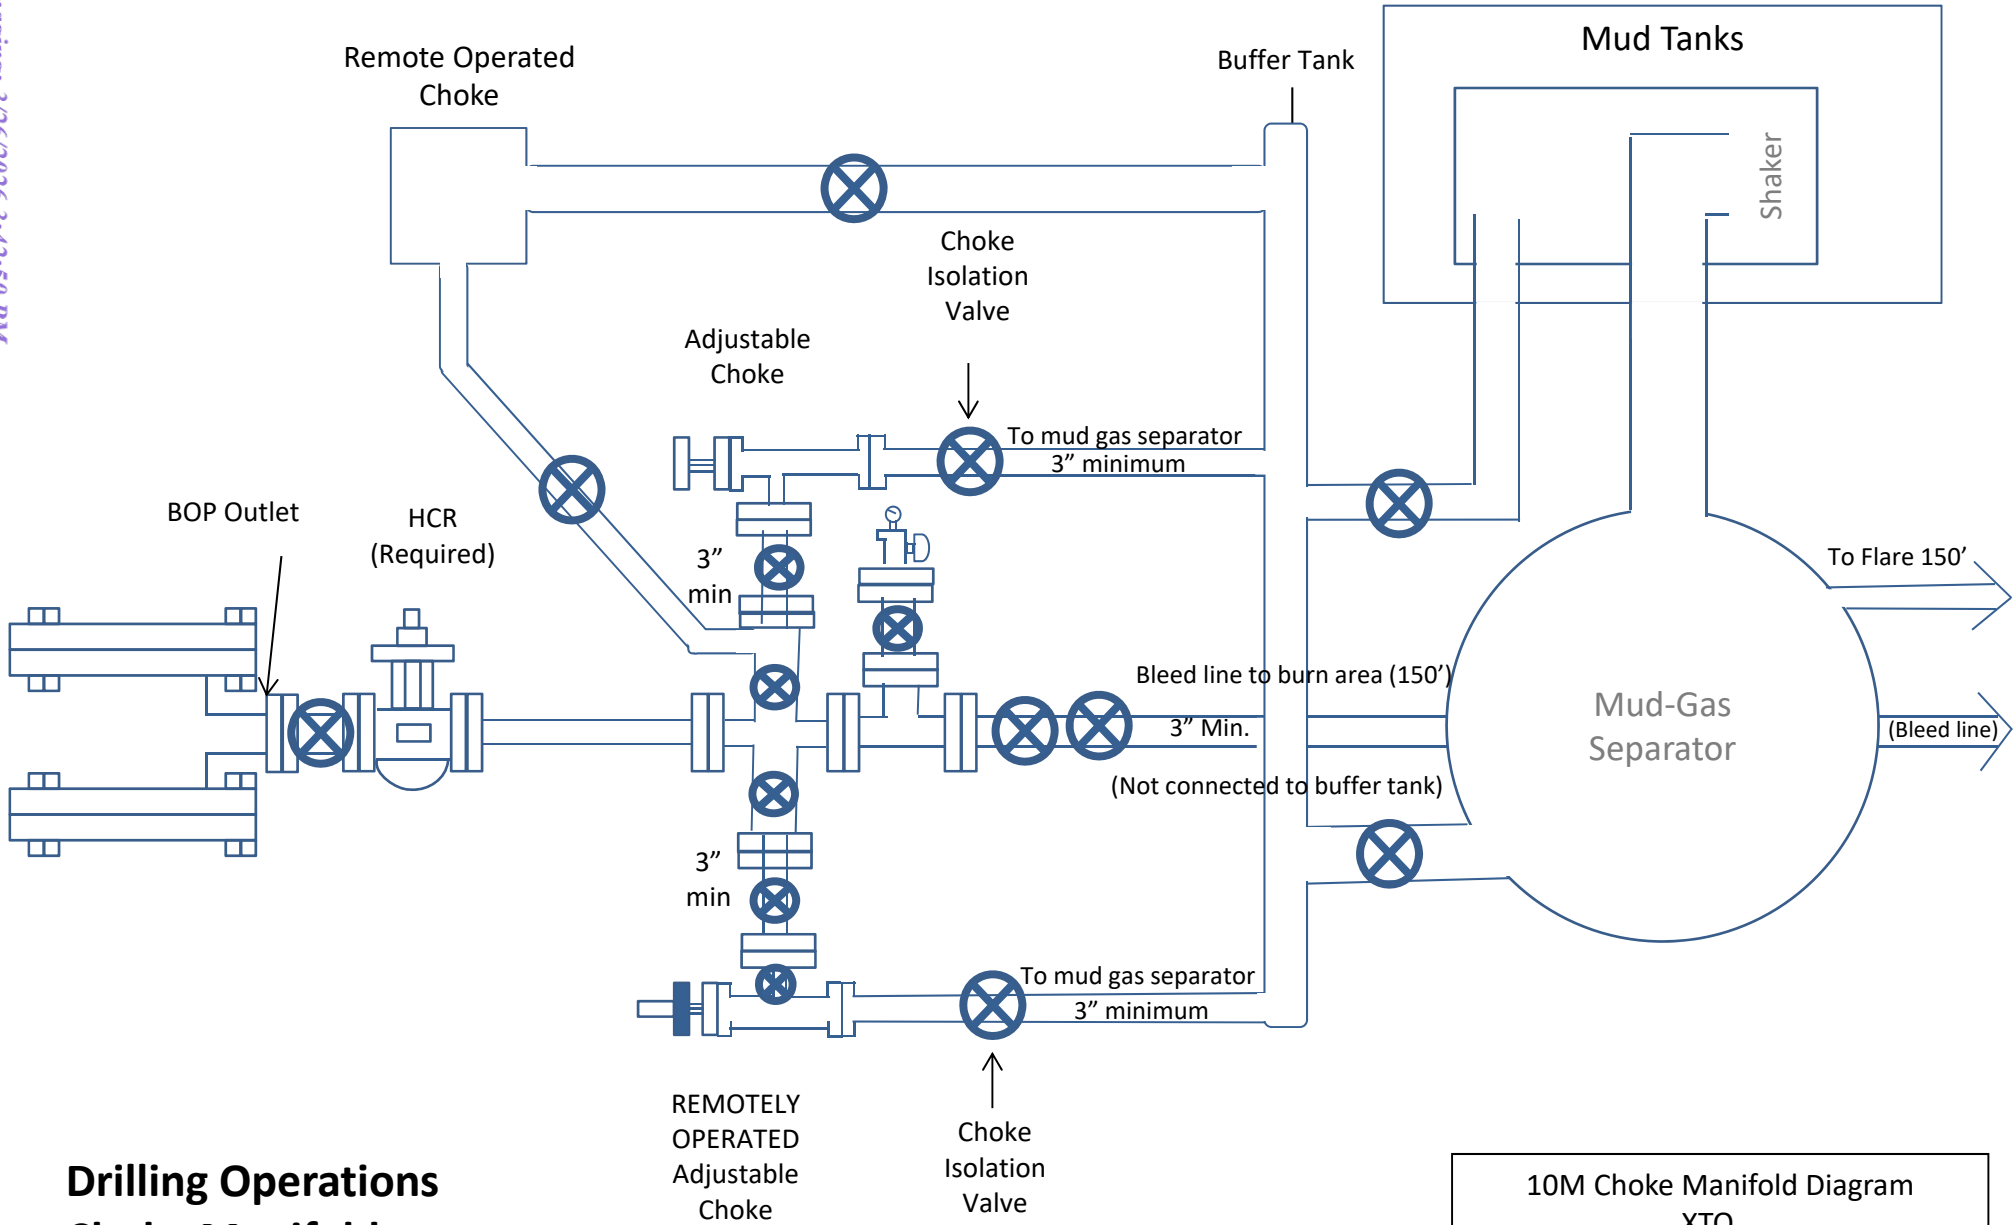 Remote Operated
Choke
Buffer Tank
Mud Tanks
Shaker
Choke
Isolation
Valve
Adjustable
Choke
To mud gas separator
3” minimum
BOP Outlet
HCR
(Required)
3”
min
To Flare 150’
Bleed line to burn area (150’)
3” Min.
(Not connected to buffer tank)
Mud-Gas
Separator
(Bleed line)
3”
min
To mud gas separator
3” minimum
REMOTELY
OPERATED
Adjustable
Choke
Choke
Isolation
Valve
Drilling Operations
10M Choke Manifold Diagram
XTO